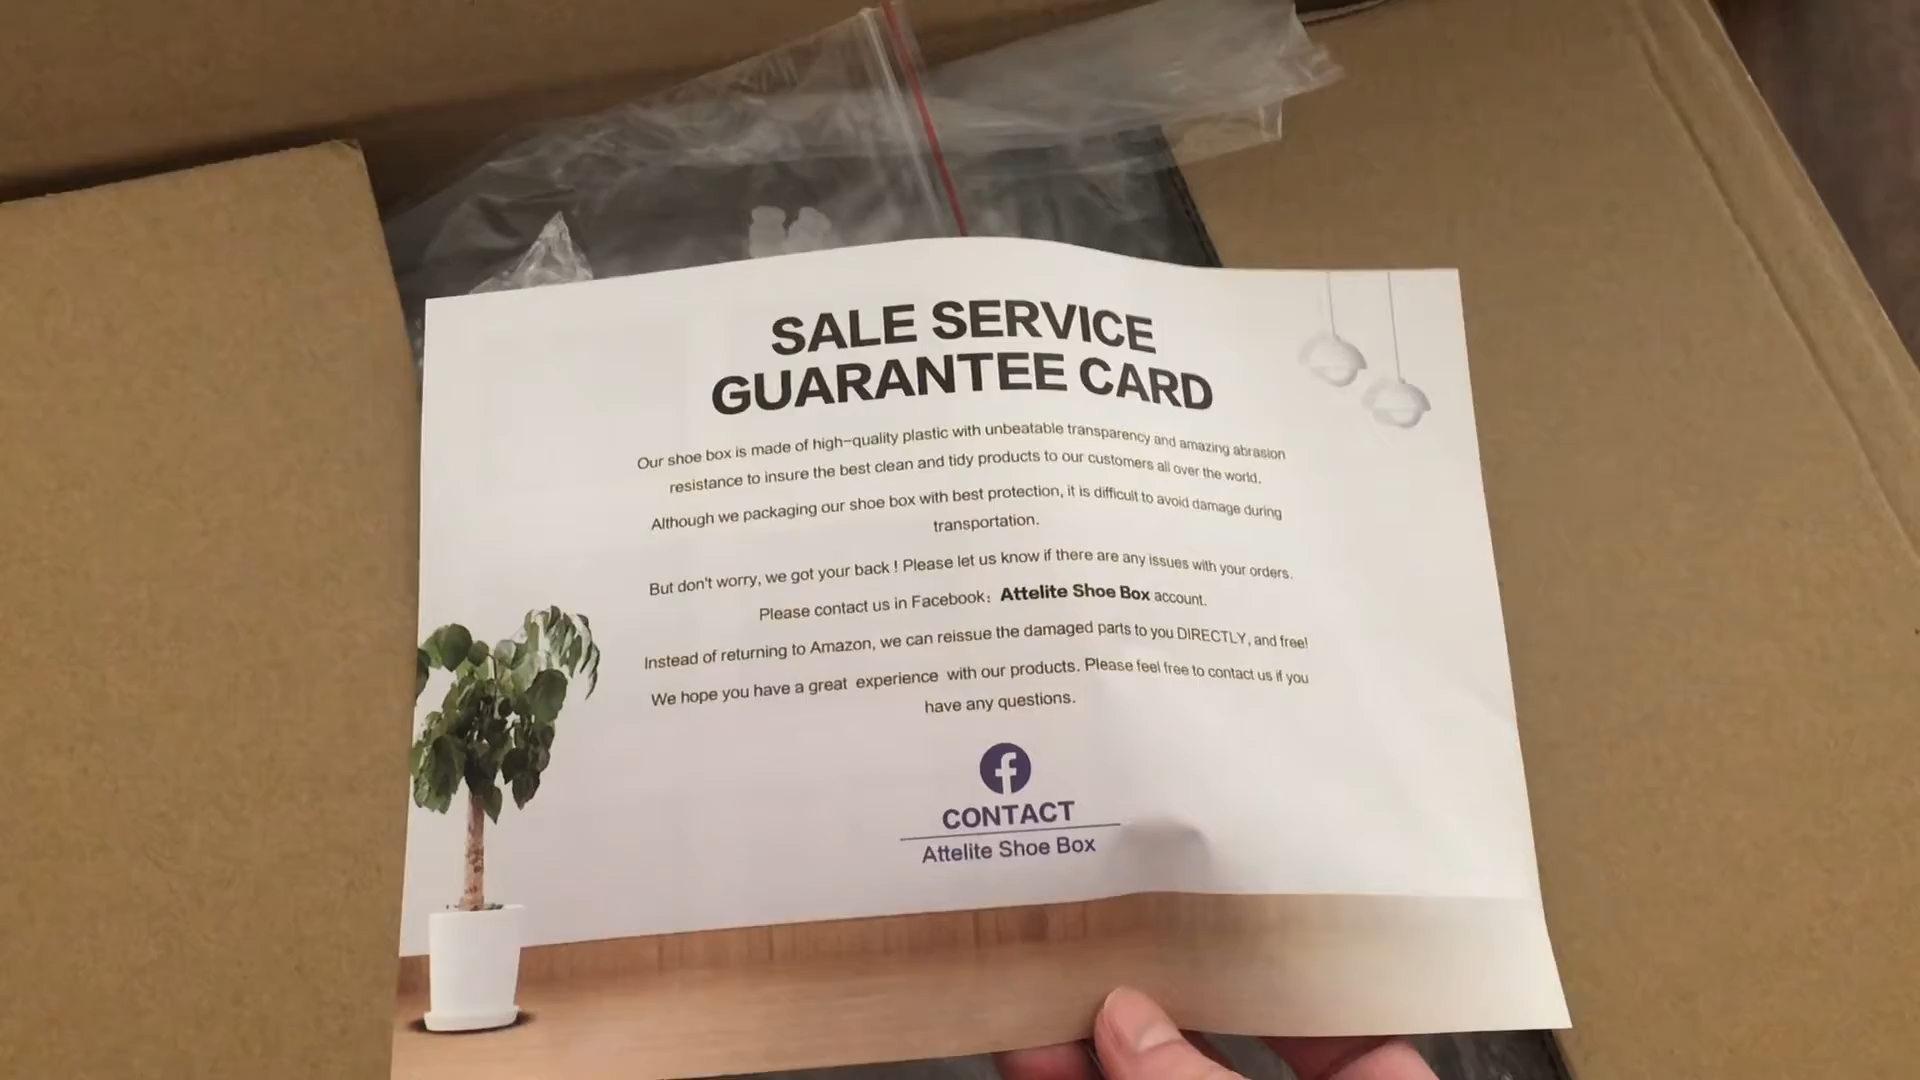 SALE SERVICE
GUARANTEE CARD
Our shoe box is made of high-quality plastic with unbeatable transparency and amazing abrasion
resistance to insure the best clean and tidy products to our customers all over the world.
Although we packaging our shoe box with best protection, it is difficult to avoid damage during
transportation.
But don't worry, we got your back ! Please let us know if there are any issues with your orders.
Please contact us in Facebook: Attelite Shoe Box account.
Instead of returning to Amazon, we can reissue the damaged parts to you DIRECTLY, and free!
We hope you have a great experience with our products. Please feel free to contact us if you
have any questions.
CONTACT
Attelite Shoe Box